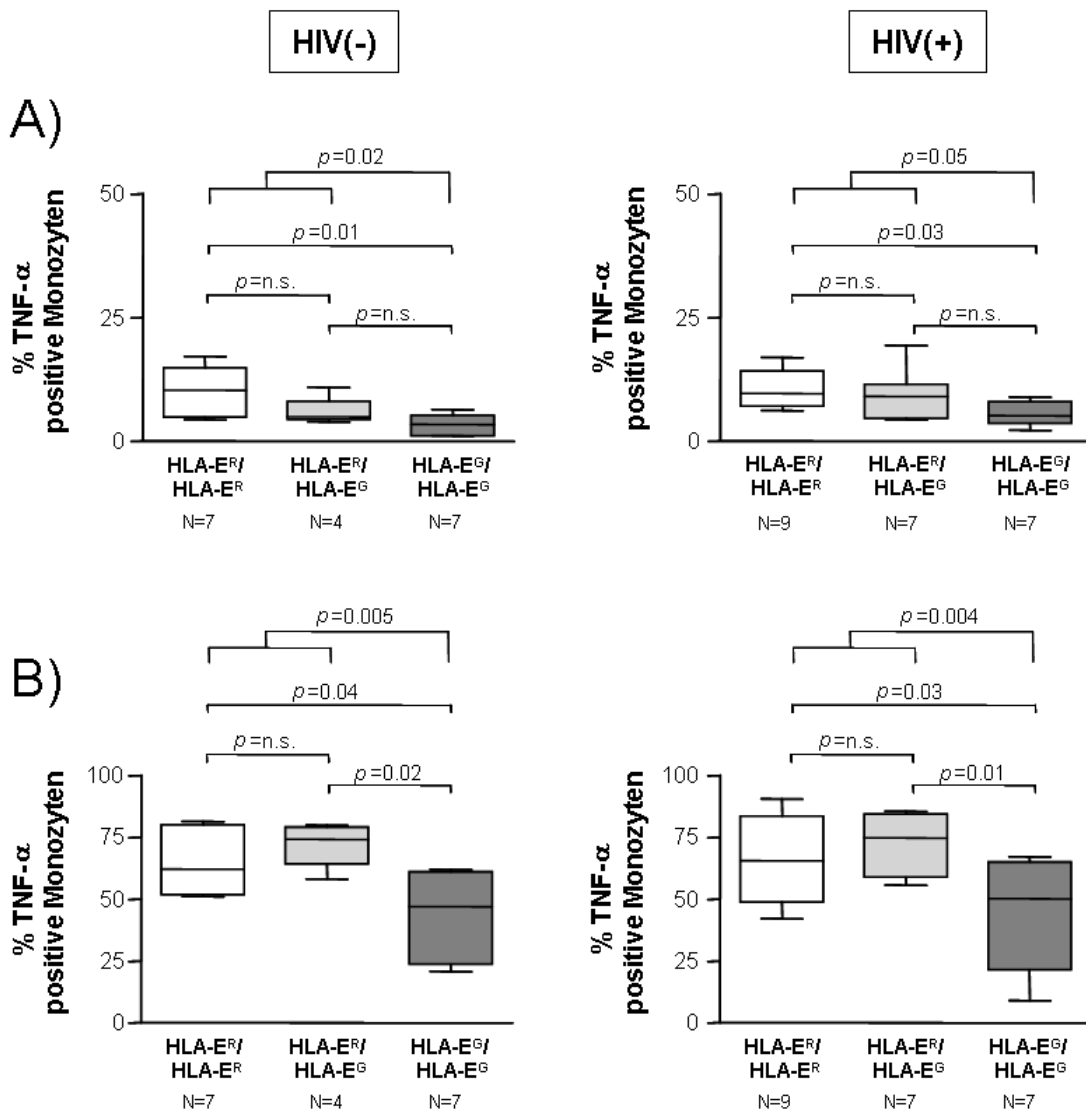 HIV(-)
HIV(+)
A)
p=0.02
p=0.01
p=n.s.
p=n.s.
% TNF-α
positive Monozyten
50
25
0
HLA-Eᴿ/
HLA-Eᴿ
HLA-Eᴿ/
HLA-Eᴳ
HLA-Eᴳ/
HLA-Eᴳ
N=7
N=4
N=7
p=0.05
p=0.03
p=n.s.
p=n.s.
% TNF-α
positive Monozyten
50
25
0
HLA-Eᴿ/
HLA-Eᴿ
HLA-Eᴿ/
HLA-Eᴳ
HLA-Eᴳ/
HLA-Eᴳ
N=9
N=7
N=7
B)
p=0.005
p=0.04
p=n.s.
p=0.02
% TNF-α
positive Monozyten
100
75
50
25
0
HLA-Eᴿ/
HLA-Eᴿ
HLA-Eᴿ/
HLA-Eᴳ
HLA-Eᴳ/
HLA-Eᴳ
N=7
N=4
N=7
p=0.004
p=0.03
p=n.s.
p=0.01
% TNF-α
positive Monozyten
100
75
50
25
0
HLA-Eᴿ/
HLA-Eᴿ
HLA-Eᴿ/
HLA-Eᴳ
HLA-Eᴳ/
HLA-Eᴳ
N=9
N=7
N=7